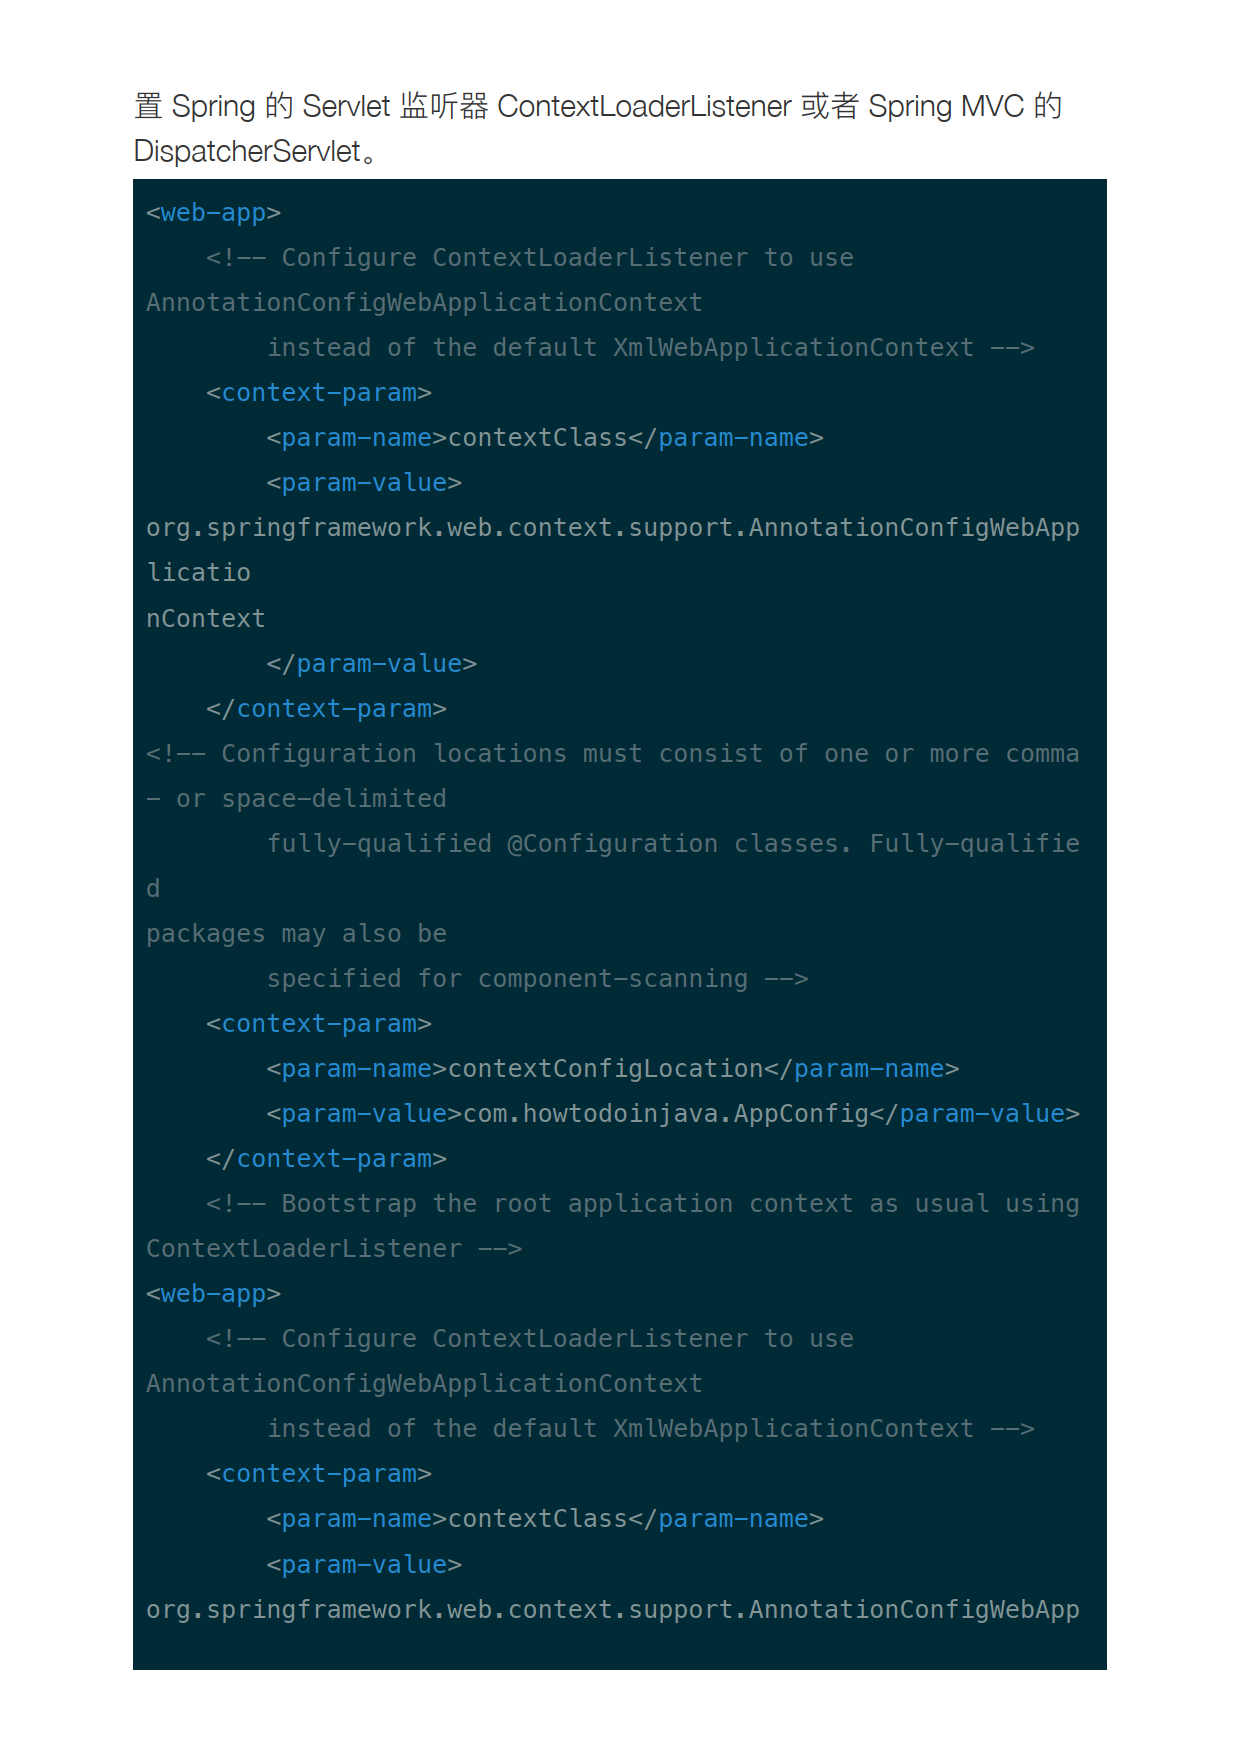 置 Spring 的 Servlet 监听器 ContextLoaderListener 或者 Spring MVC 的
DispatcherServlet。
<web-app>
    <!-- Configure ContextLoaderListener to use
AnnotationConfigWebApplicationContext
        instead of the default XmlWebApplicationContext -->
    <context-param>
        <param-name>contextClass</param-name>
        <param-value>
org.springframework.web.context.support.AnnotationConfigWebApp
licatio
nContext
        </param-value>
    </context-param>
<!-- Configuration locations must consist of one or more comma
- or space-delimited
        fully-qualified @Configuration classes. Fully-qualifie
d
packages may also be
        specified for component-scanning -->
    <context-param>
        <param-name>contextConfigLocation</param-name>
        <param-value>com.howtodoinjava.AppConfig</param-value>
    </context-param>
    <!-- Bootstrap the root application context as usual using
ContextLoaderListener -->
<web-app>
    <!-- Configure ContextLoaderListener to use
AnnotationConfigWebApplicationContext
        instead of the default XmlWebApplicationContext -->
    <context-param>
        <param-name>contextClass</param-name>
        <param-value>
org.springframework.web.context.support.AnnotationConfigWebApp